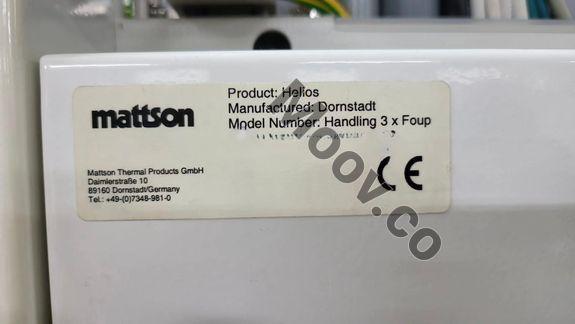 mattson
Product: Helios
Manufactured: Dornstadt
Model Number: Handling 3 x Foup
Mattson Thermal Products GmbH
Daimlerstraße 10
89160 Dornstadt/Germany
Tel.: +49-(0)7348-981-0
CE
Moov.co